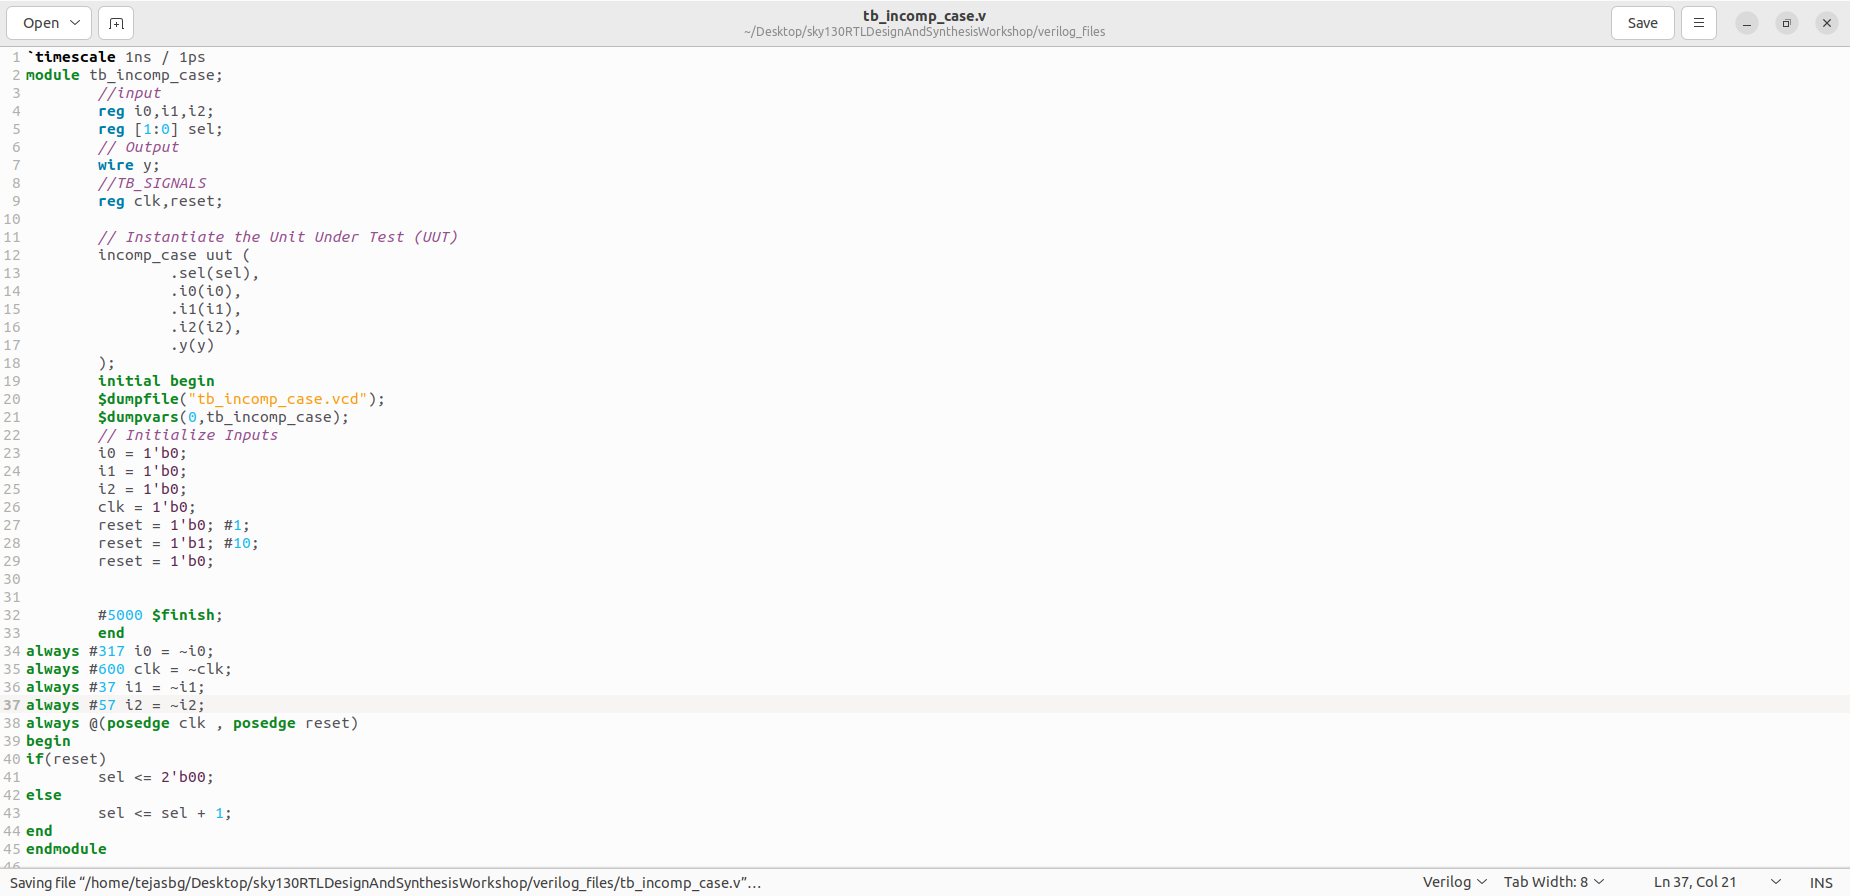 Open
tb_incomp_case.v
~/Desktop/sky130RTLDesignAndSynthesisWorkshop/verilog_files
Save
1 `timescale 1ns / 1ps
2 module tb_incomp_case;
3         //input
4         reg i0,i1,i2;
5         reg [1:0] sel;
6         // Output
7         wire y;
8         //TB_SIGNALS
9         reg clk,reset;
10
11         // Instantiate the Unit Under Test (UUT)
12         incomp_case uut (
13                 .sel(sel),
14                 .i0(i0),
15                 .i1(i1),
16                 .i2(i2),
17                 .y(y)
18         );
19         initial begin
20         $dumpfile("tb_incomp_case.vcd");
21         $dumpvars(0,tb_incomp_case);
22         // Initialize Inputs
23         i0 = 1'b0;
24         i1 = 1'b0;
25         i2 = 1'b0;
26         clk = 1'b0;
27         reset = 1'b0; #1;
28         reset = 1'b1; #10;
29         reset = 1'b0;
30
31
32         #5000 $finish;
33         end
34 always #317 i0 = ~i0;
35 always #600 clk = ~clk;
36 always #37 i1 = ~i1;
37 always #57 i2 = ~i2;
38 always @(posedge clk , posedge reset)
39 begin
40 if(reset)
41         sel <= 2'b00;
42 else
43         sel <= sel + 1;
44 end
45 endmodule
46
Saving file “/home/tejasbg/Desktop/sky130RTLDesignAndSynthesisWorkshop/verilog_files/tb_incomp_case.v”… Verilog Tab Width: 8 Ln 37, Col 21 INS